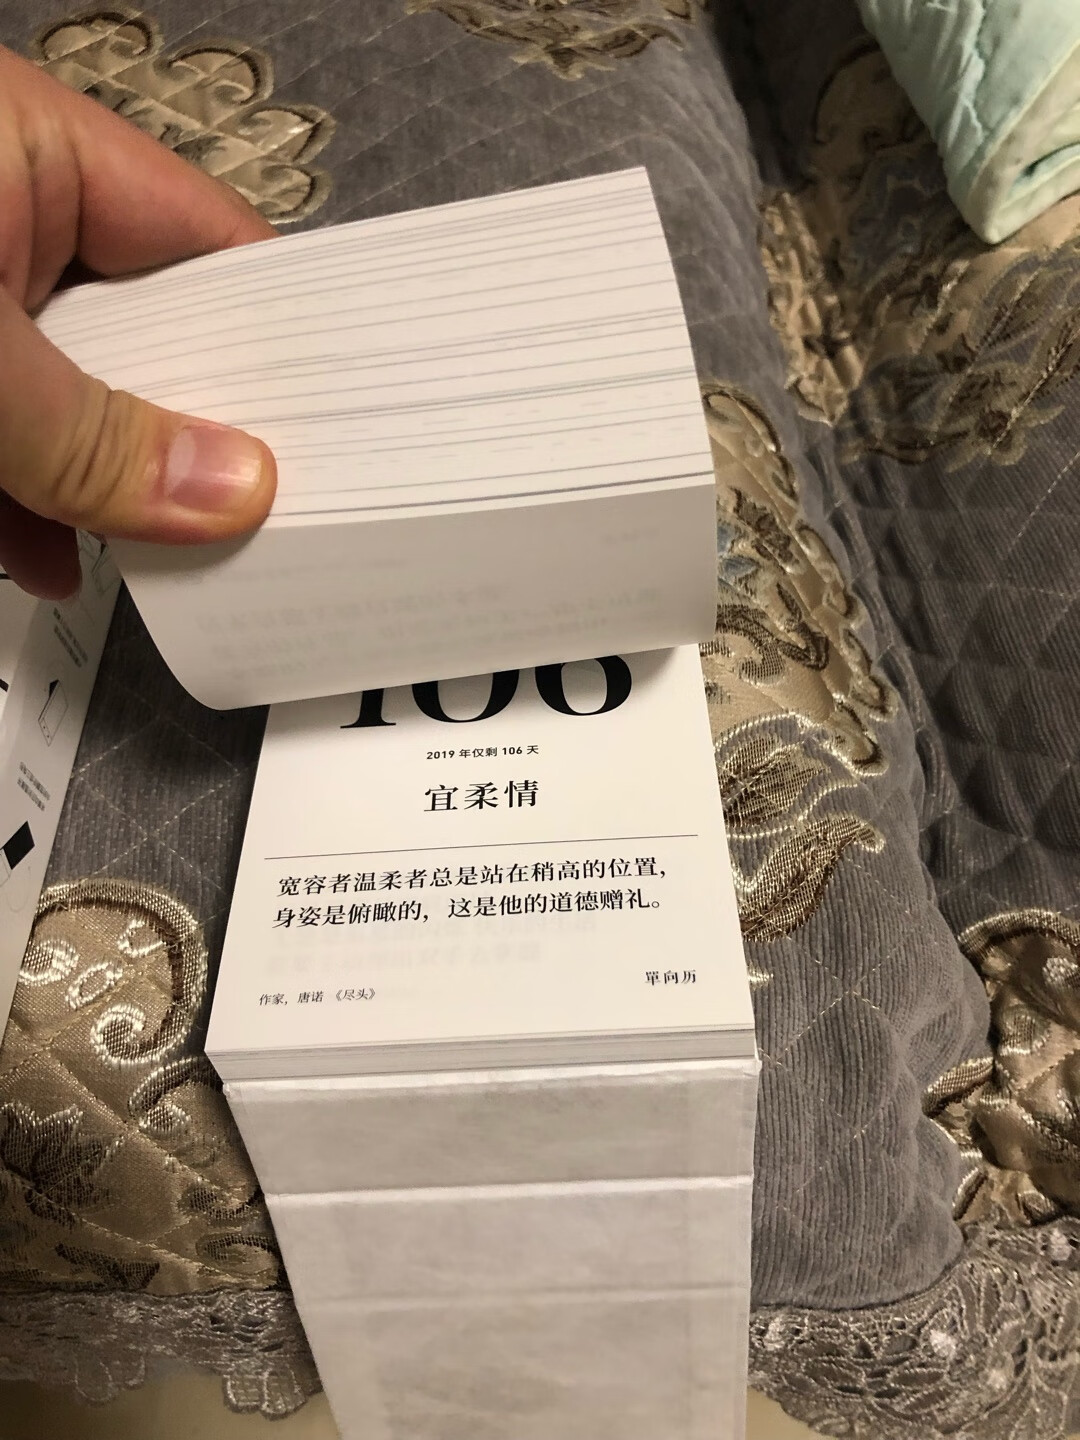 106
2019 年仅剩 106 天
宜柔情
宽容者温柔者总是站在稍高的位置，
身姿是俯瞰的，这是他的道德赠礼。
單向历
作家，唐诺 《尽头》